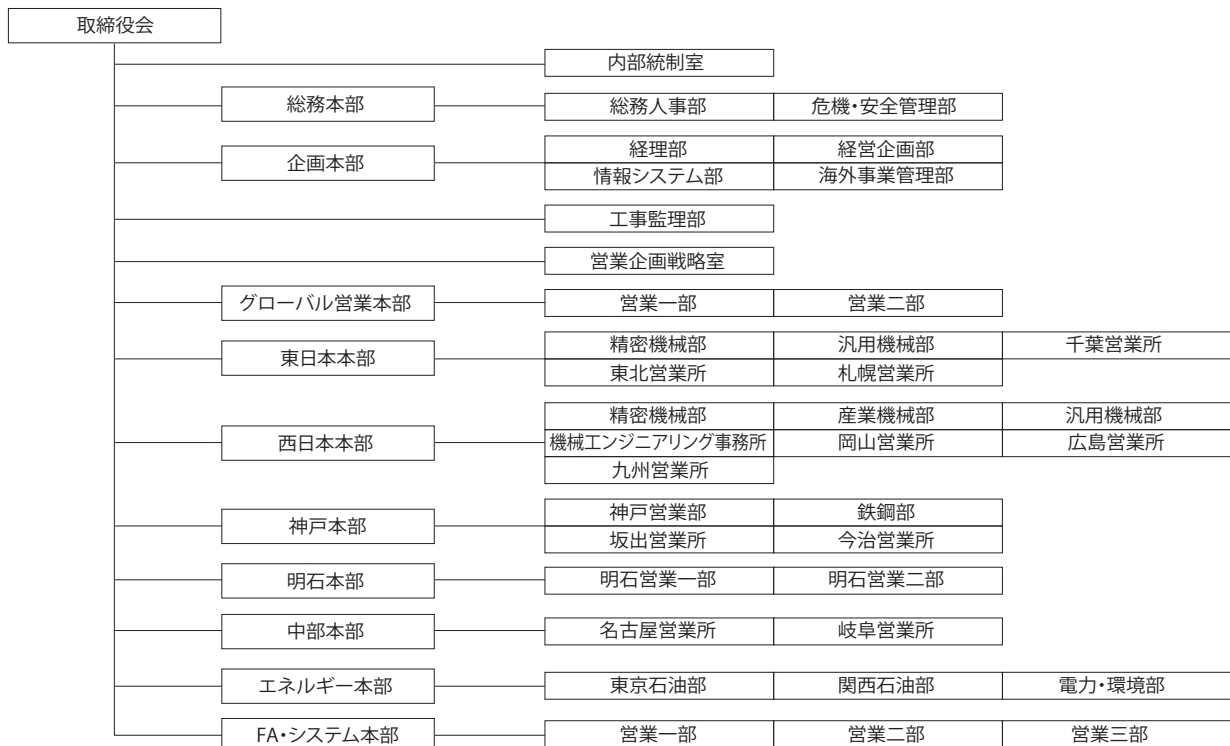 取締役会
内部統制室
総務本部 総務人事部 危機・安全管理部
企画本部 経理部 経営企画部
情報システム部 海外事業管理部
工事監理部
営業企画戦略室
グローバル営業本部 営業一部 営業二部
東日本本部 精密機械部 汎用機械部 千葉営業所
東北営業所 札幌営業所
西日本本部 精密機械部 産業機械部 汎用機械部
機械エンジニアリング事務所 岡山営業所 広島営業所
九州営業所
神戸本部 神戸営業部 鉄鋼部
坂出営業所 今治営業所
明石本部 明石営業一部 明石営業二部
中部本部 名古屋営業所 岐阜営業所
エネルギー本部 東京石油部 関西石油部 電力・環境部
FA・システム本部 営業一部 営業二部 営業三部